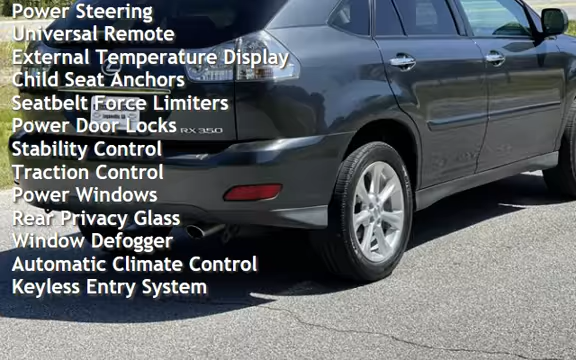 Power Steering
Universal Remote
External Temperature Display
Child Seat Anchors
Seatbelt Force Limiters
Power Door Locks
RX 350
Stability Control
Traction Control
Power Windows
Rear Privacy Glass
Window Defogger
Automatic Climate Control
Keyless Entry System